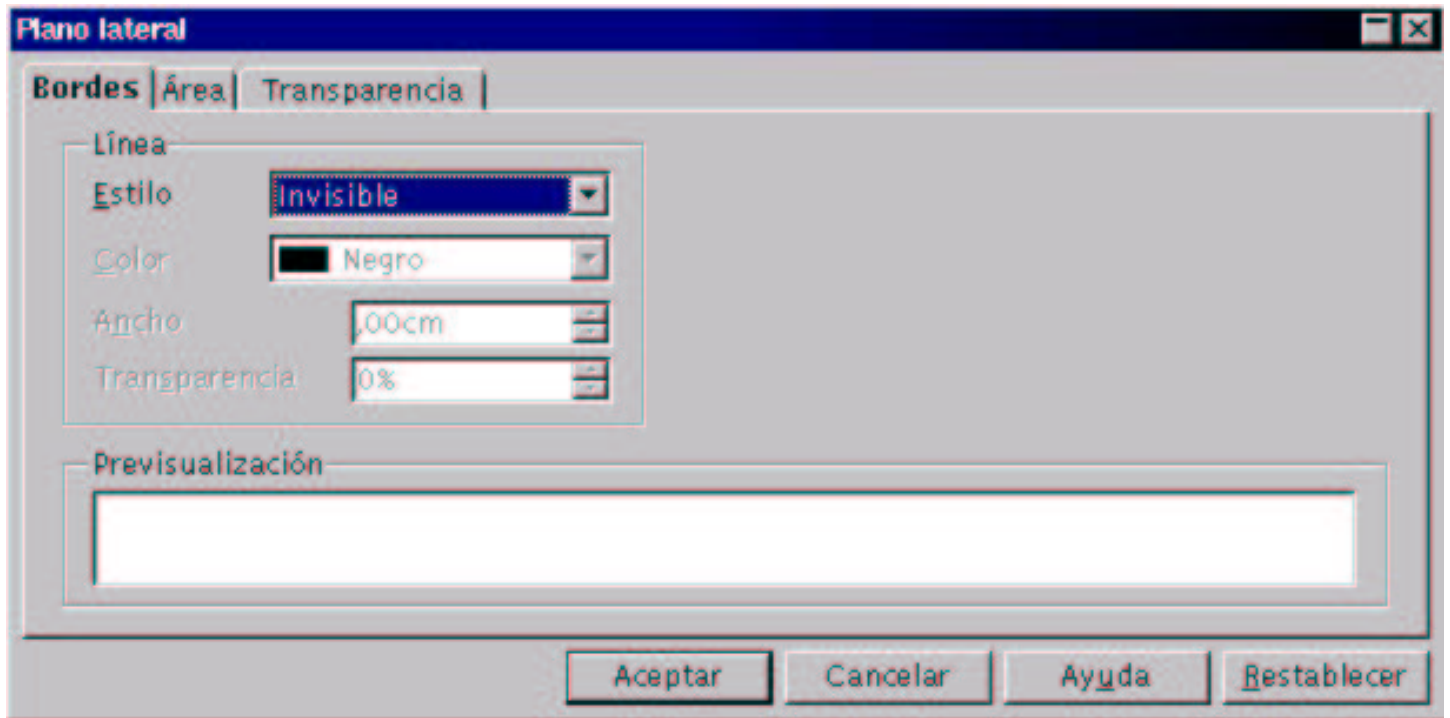 Plano lateral
Bordes Área Transparencia
Línea
Estilo Invisible
Color Negro
Ancho ,00cm
Transparencia 0%
Previsualización
Aceptar Cancelar Ayuda Restablecer